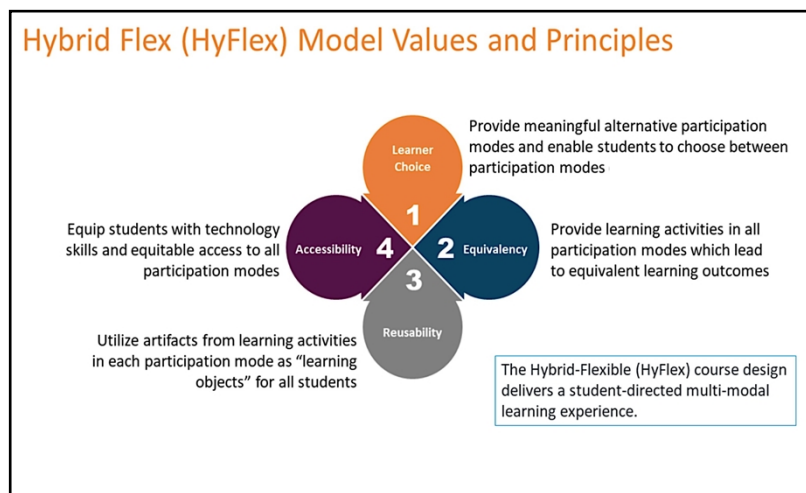 Hybrid Flex (HyFlex) Model Values and Principles
Learner
Choice
1
Provide meaningful alternative participation
modes and enable students to choose between
participation modes
2
Equivalency
Provide learning activities in all
participation modes which lead
to equivalent learning outcomes
3
Reusability
Utilize artifacts from learning activities
in each participation mode as “learning
objects” for all students
4
Accessibility
Equip students with technology
skills and equitable access to all
participation modes
The Hybrid-Flexible (HyFlex) course design
delivers a student-directed multi-modal
learning experience.